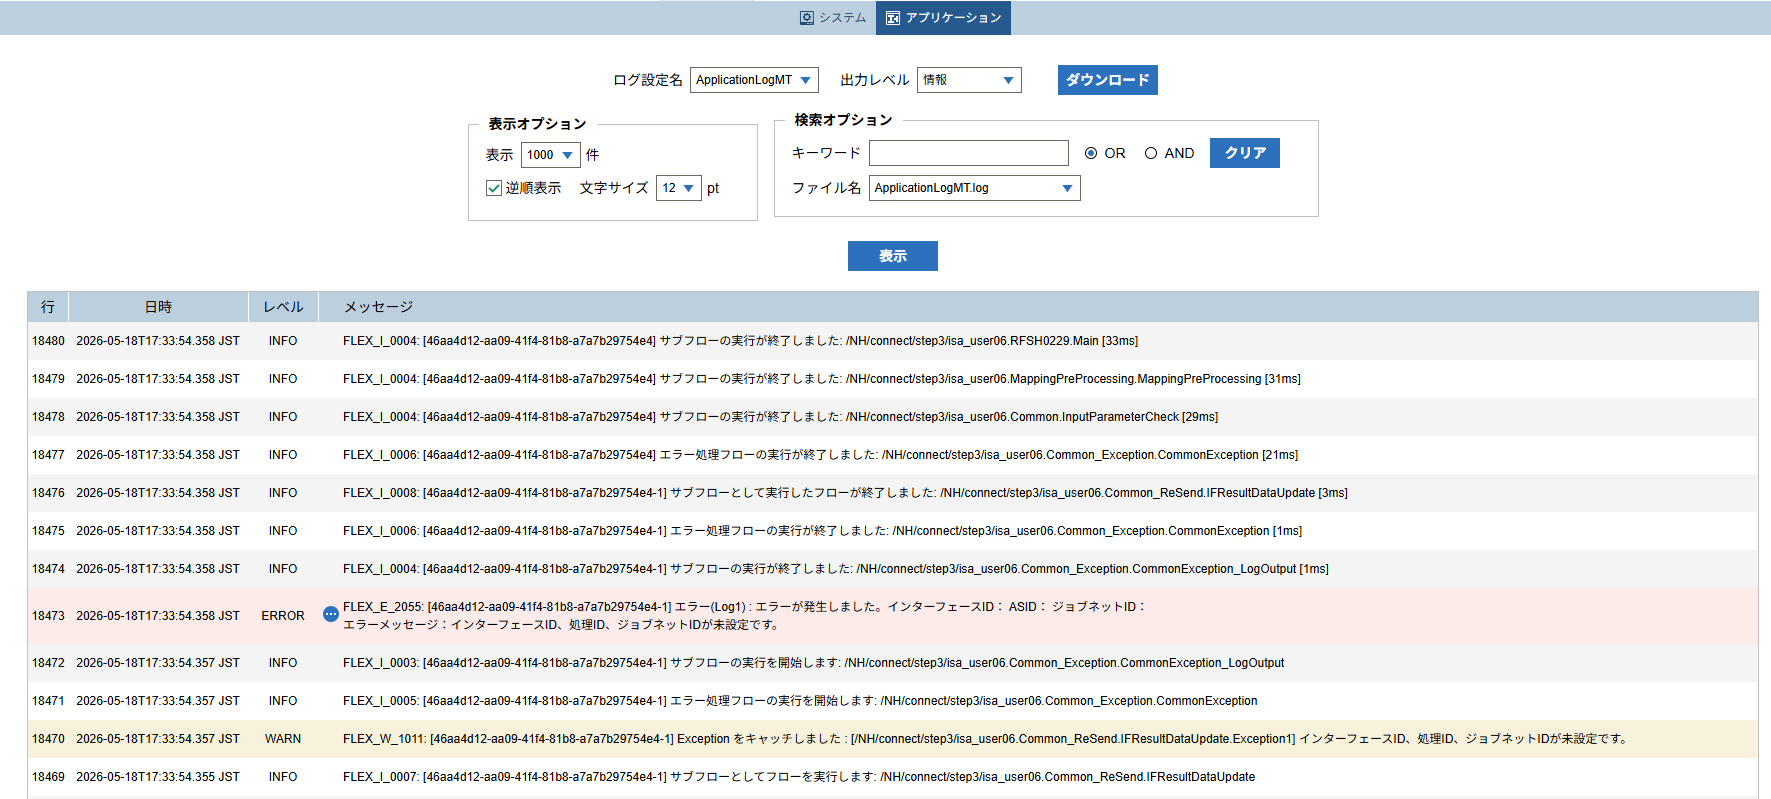 システム アプリケーション
ログ設定名 ApplicationLogMT 出力レベル 情報 ダウンロード
表示オプション
表示 1000 件
逆順表示 文字サイズ 12 pt
検索オプション
キーワード OR AND クリア
ファイル名 ApplicationLogMT.log
表示
行 日時 レベル メッセージ
18480 2026-05-18T17:33:54.358 JST INFO FLEX_I_0004: [46aa4d12-aa09-41f4-81b8-a7a7b29754e4] サブフローの実行が終了しました: /NH/connect/step3/isa_user06.RFSH0229.Main [33ms]
18479 2026-05-18T17:33:54.358 JST INFO FLEX_I_0004: [46aa4d12-aa09-41f4-81b8-a7a7b29754e4] サブフローの実行が終了しました: /NH/connect/step3/isa_user06.MappingPreProcessing.MappingPreProcessing [31ms]
18478 2026-05-18T17:33:54.358 JST INFO FLEX_I_0004: [46aa4d12-aa09-41f4-81b8-a7a7b29754e4] サブフローの実行が終了しました: /NH/connect/step3/isa_user06.Common.InputParameterCheck [29ms]
18477 2026-05-18T17:33:54.358 JST INFO FLEX_I_0006: [46aa4d12-aa09-41f4-81b8-a7a7b29754e4] エラー処理フローの実行が終了しました: /NH/connect/step3/isa_user06.Common_Exception.CommonException [21ms]
18476 2026-05-18T17:33:54.358 JST INFO FLEX_I_0008: [46aa4d12-aa09-41f4-81b8-a7a7b29754e4-1] サブフローとして実行したフローが終了しました: /NH/connect/step3/isa_user06.Common_ReSend.IFResultDataUpdate [3ms]
18475 2026-05-18T17:33:54.358 JST INFO FLEX_I_0006: [46aa4d12-aa09-41f4-81b8-a7a7b29754e4-1] エラー処理フローの実行が終了しました: /NH/connect/step3/isa_user06.Common_Exception.CommonException [1ms]
18474 2026-05-18T17:33:54.358 JST INFO FLEX_I_0004: [46aa4d12-aa09-41f4-81b8-a7a7b29754e4-1] サブフローの実行が終了しました: /NH/connect/step3/isa_user06.Common_Exception.CommonException_LogOutput [1ms]
18473 2026-05-18T17:33:54.358 JST ERROR FLEX_E_2055: [46aa4d12-aa09-41f4-81b8-a7a7b29754e4-1] エラー(Log1) : エラーが発生しました。インターフェースID： ASID： ジョブネットID：
エラーメッセージ：インターフェースID、処理ID、ジョブネットIDが未設定です。
18472 2026-05-18T17:33:54.357 JST INFO FLEX_I_0003: [46aa4d12-aa09-41f4-81b8-a7a7b29754e4-1] サブフローの実行を開始します: /NH/connect/step3/isa_user06.Common_Exception.CommonException_LogOutput
18471 2026-05-18T17:33:54.357 JST INFO FLEX_I_0005: [46aa4d12-aa09-41f4-81b8-a7a7b29754e4-1] エラー処理フローの実行を開始します: /NH/connect/step3/isa_user06.Common_Exception.CommonException
18470 2026-05-18T17:33:54.357 JST WARN FLEX_W_1011: [46aa4d12-aa09-41f4-81b8-a7a7b29754e4-1] Exception をキャッチしました : [/NH/connect/step3/isa_user06.Common_ReSend.IFResultDataUpdate.Exception1] インターフェースID、処理ID、ジョブネットIDが未設定です。
18469 2026-05-18T17:33:54.355 JST INFO FLEX_I_0007: [46aa4d12-aa09-41f4-81b8-a7a7b29754e4-1] サブフローとしてフローを実行します: /NH/connect/step3/isa_user06.Common_ReSend.IFResultDataUpdate